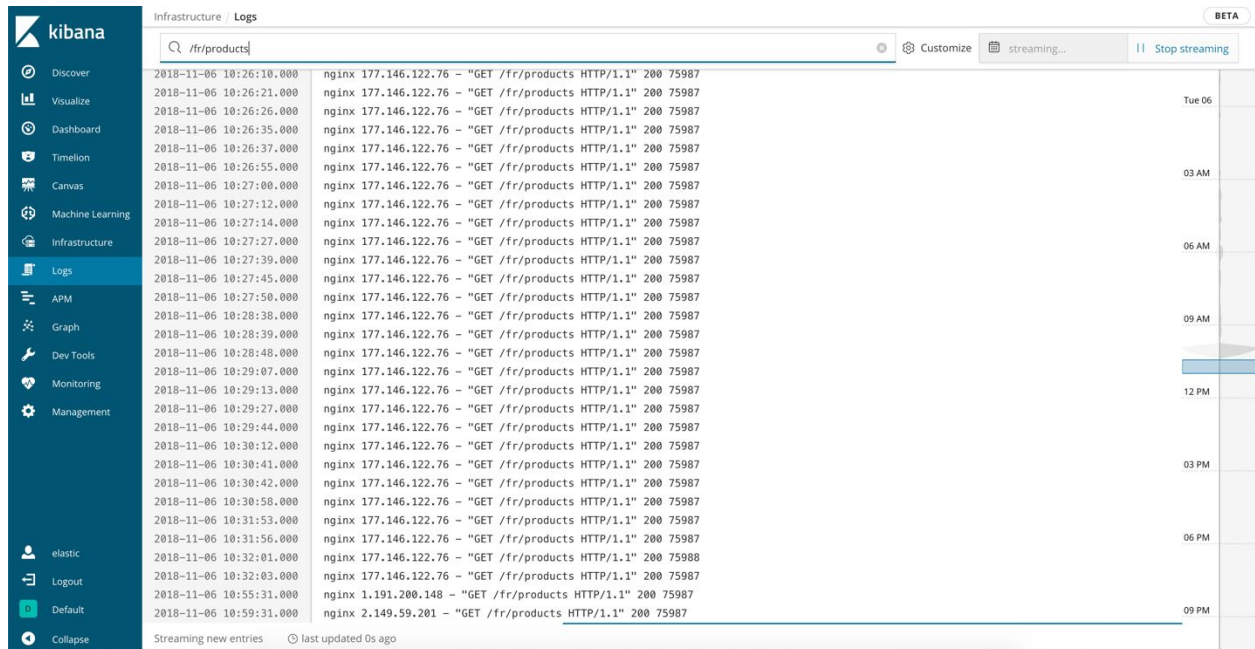 kibana
Infrastructure / Logs
BETA
/fr/products
Customize
streaming...
Stop streaming
Discover
Visualize
Dashboard
Timelion
Canvas
Machine Learning
Infrastructure
Logs
APM
Graph
Dev Tools
Monitoring
Management
elastic
Logout
D Default
Collapse
2018-11-06 10:26:10.000 nginx 177.146.122.76 - "GET /fr/products HTTP/1.1" 200 75987
2018-11-06 10:26:21.000 nginx 177.146.122.76 - "GET /fr/products HTTP/1.1" 200 75987
2018-11-06 10:26:26.000 nginx 177.146.122.76 - "GET /fr/products HTTP/1.1" 200 75987
2018-11-06 10:26:35.000 nginx 177.146.122.76 - "GET /fr/products HTTP/1.1" 200 75987
2018-11-06 10:26:37.000 nginx 177.146.122.76 - "GET /fr/products HTTP/1.1" 200 75987
2018-11-06 10:26:55.000 nginx 177.146.122.76 - "GET /fr/products HTTP/1.1" 200 75987
2018-11-06 10:27:00.000 nginx 177.146.122.76 - "GET /fr/products HTTP/1.1" 200 75987
2018-11-06 10:27:12.000 nginx 177.146.122.76 - "GET /fr/products HTTP/1.1" 200 75987
2018-11-06 10:27:14.000 nginx 177.146.122.76 - "GET /fr/products HTTP/1.1" 200 75987
2018-11-06 10:27:27.000 nginx 177.146.122.76 - "GET /fr/products HTTP/1.1" 200 75987
2018-11-06 10:27:39.000 nginx 177.146.122.76 - "GET /fr/products HTTP/1.1" 200 75987
2018-11-06 10:27:45.000 nginx 177.146.122.76 - "GET /fr/products HTTP/1.1" 200 75987
2018-11-06 10:27:50.000 nginx 177.146.122.76 - "GET /fr/products HTTP/1.1" 200 75987
2018-11-06 10:28:38.000 nginx 177.146.122.76 - "GET /fr/products HTTP/1.1" 200 75987
2018-11-06 10:28:39.000 nginx 177.146.122.76 - "GET /fr/products HTTP/1.1" 200 75987
2018-11-06 10:28:48.000 nginx 177.146.122.76 - "GET /fr/products HTTP/1.1" 200 75987
2018-11-06 10:29:07.000 nginx 177.146.122.76 - "GET /fr/products HTTP/1.1" 200 75987
2018-11-06 10:29:13.000 nginx 177.146.122.76 - "GET /fr/products HTTP/1.1" 200 75987
2018-11-06 10:29:27.000 nginx 177.146.122.76 - "GET /fr/products HTTP/1.1" 200 75987
2018-11-06 10:29:44.000 nginx 177.146.122.76 - "GET /fr/products HTTP/1.1" 200 75987
2018-11-06 10:30:12.000 nginx 177.146.122.76 - "GET /fr/products HTTP/1.1" 200 75987
2018-11-06 10:30:41.000 nginx 177.146.122.76 - "GET /fr/products HTTP/1.1" 200 75987
2018-11-06 10:30:42.000 nginx 177.146.122.76 - "GET /fr/products HTTP/1.1" 200 75987
2018-11-06 10:30:58.000 nginx 177.146.122.76 - "GET /fr/products HTTP/1.1" 200 75987
2018-11-06 10:31:53.000 nginx 177.146.122.76 - "GET /fr/products HTTP/1.1" 200 75987
2018-11-06 10:31:56.000 nginx 177.146.122.76 - "GET /fr/products HTTP/1.1" 200 75987
2018-11-06 10:32:01.000 nginx 177.146.122.76 - "GET /fr/products HTTP/1.1" 200 75988
2018-11-06 10:32:03.000 nginx 177.146.122.76 - "GET /fr/products HTTP/1.1" 200 75987
2018-11-06 10:55:31.000 nginx 1.191.200.148 - "GET /fr/products HTTP/1.1" 200 75987
2018-11-06 10:59:31.000 nginx 2.149.59.201 - "GET /fr/products HTTP/1.1" 200 75987
Tue 06
03 AM
06 AM
09 AM
12 PM
03 PM
06 PM
09 PM
Streaming new entries
last updated 0s ago